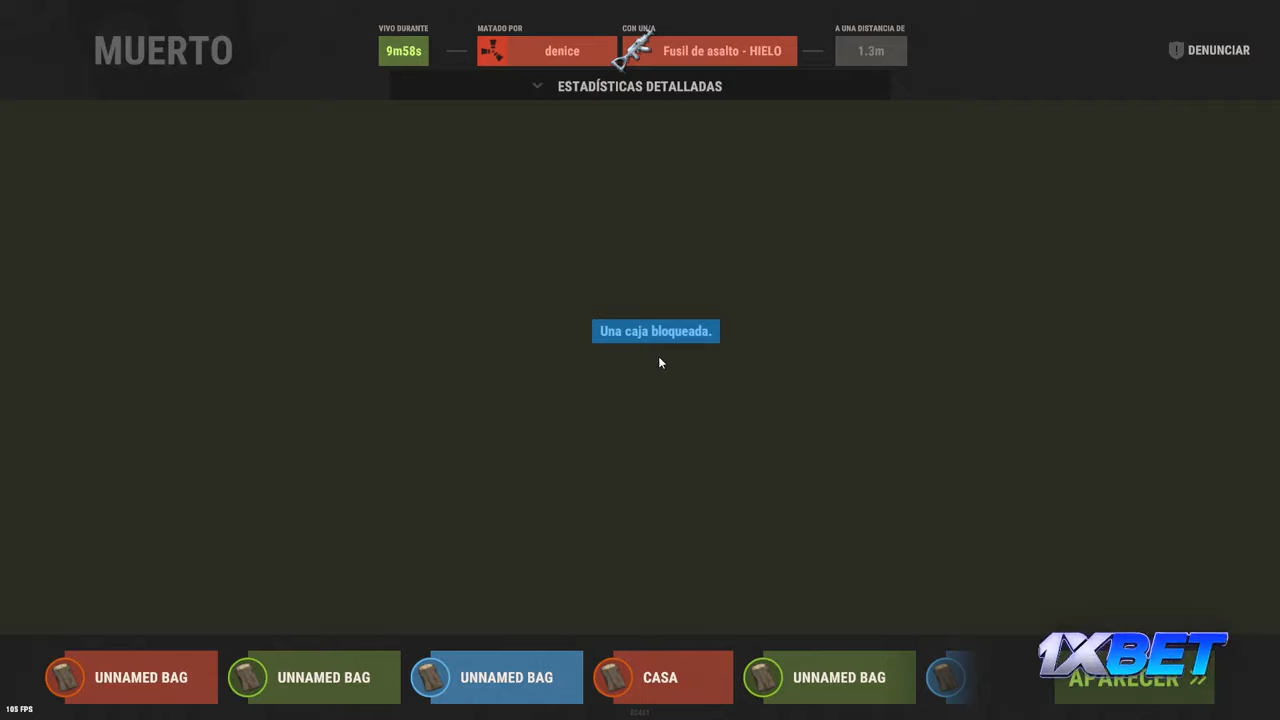 MUERTO
VIVO DURANTE
9m58s
MATADO POR
denice
CON UN/A
Fusil de asalto - HIELO
A UNA DISTANCIA DE
1.3m
DENUNCIAR
ESTADÍSTICAS DETALLADAS
Una caja bloqueada.
UNNAMED BAG
UNNAMED BAG
UNNAMED BAG
CASA
UNNAMED BAG
1XBET
APARECER
105 FPS